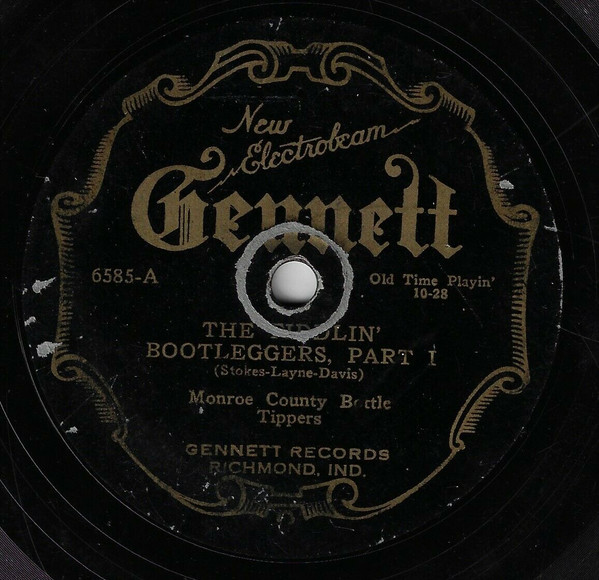 New
Electrobeam
Gennett
6585-A
Old Time Playin'
10-28
THE FIDDLIN'
BOOTLEGGERS, PART I
(Stokes-Layne-Davis)
Monroe County Bottle
Tippers
GENNETT RECORDS
RICHMOND, IND.